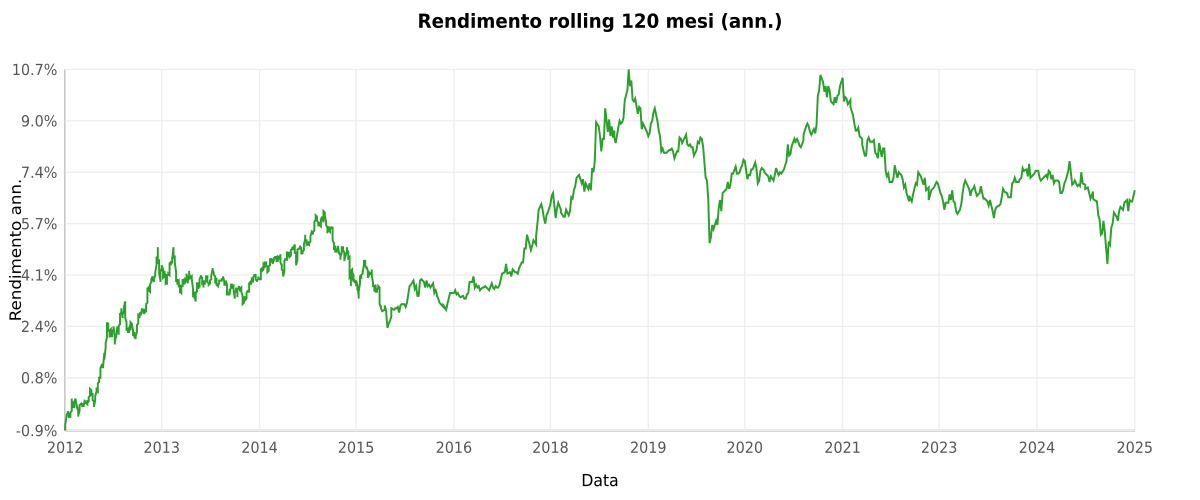 Rendimento rolling 120 mesi (ann.)
10.7%
9.0%
7.4%
5.7%
4.1%
2.4%
0.8%
-0.9%
Rendimento ann.
2012 2013 2014 2015 2016 2018 2019 2020 2021 2023 2024 2025
Data